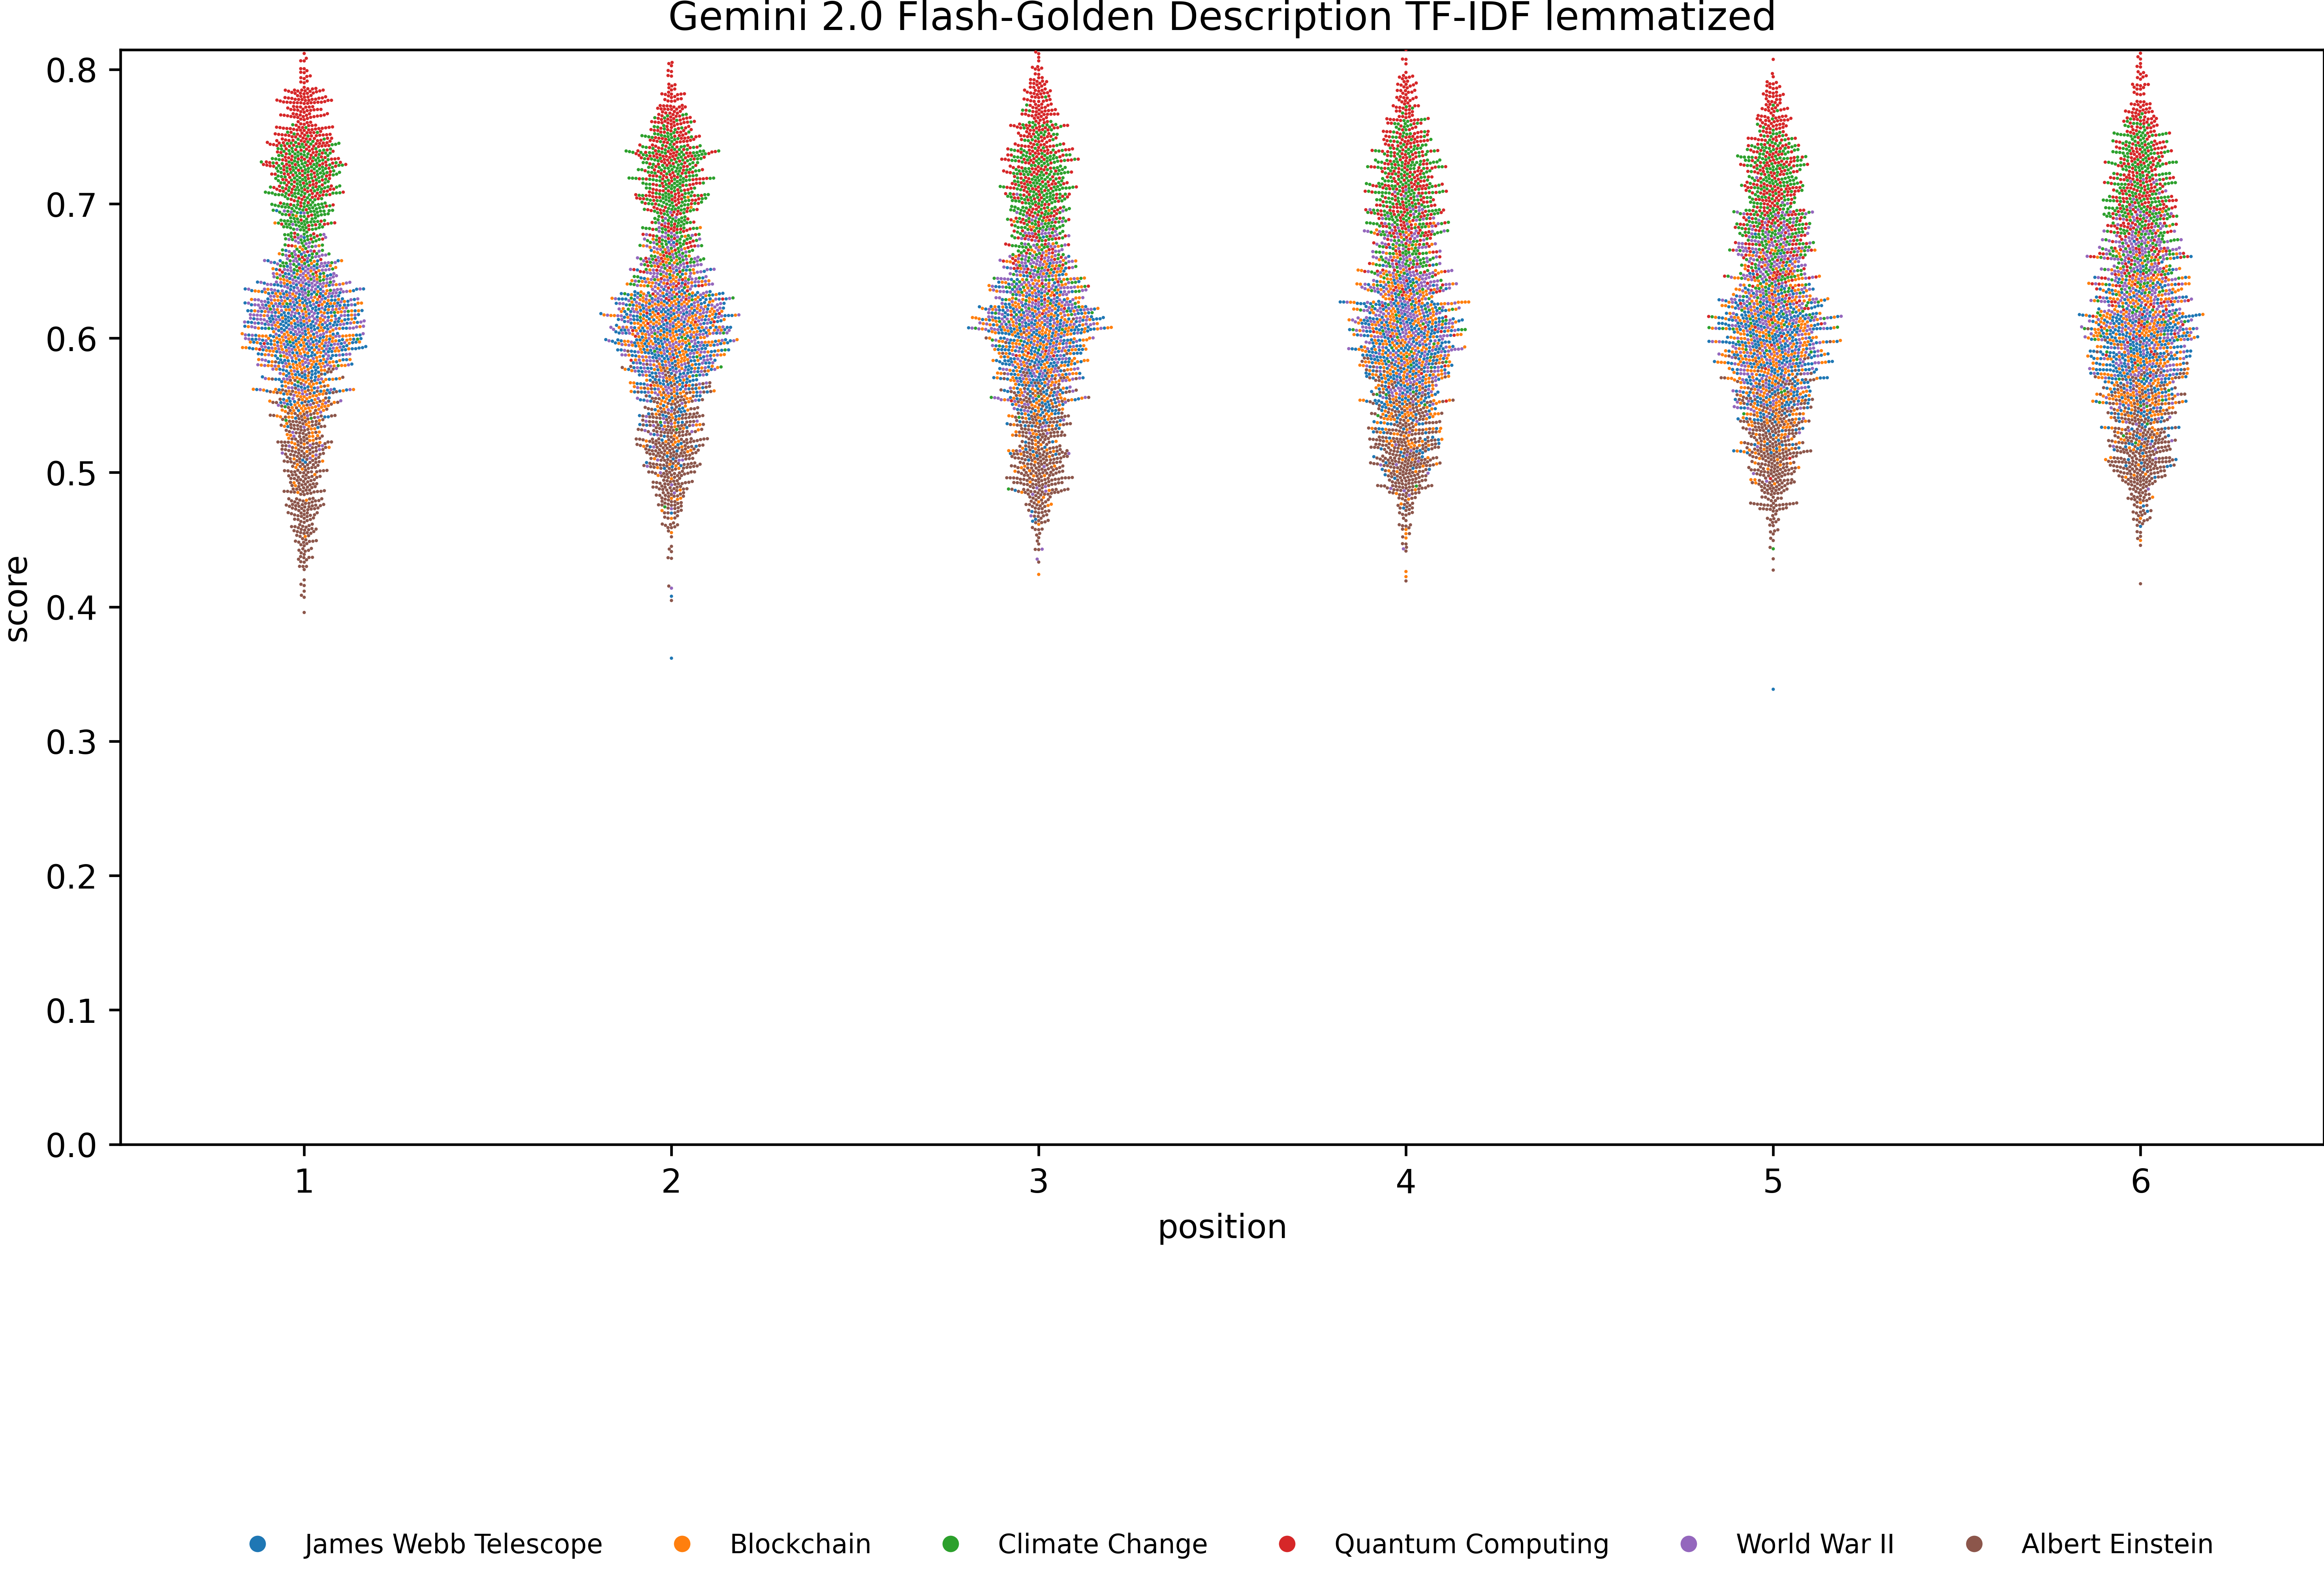 Gemini 2.0 Flash-Golden Description TF-IDF lemmatized
0.8
0.7
0.6
0.5
0.4
0.3
0.2
0.1
0.0
score
1 2 3 4 5 6
position
James Webb Telescope Blockchain Climate Change Quantum Computing World War II Albert Einstein